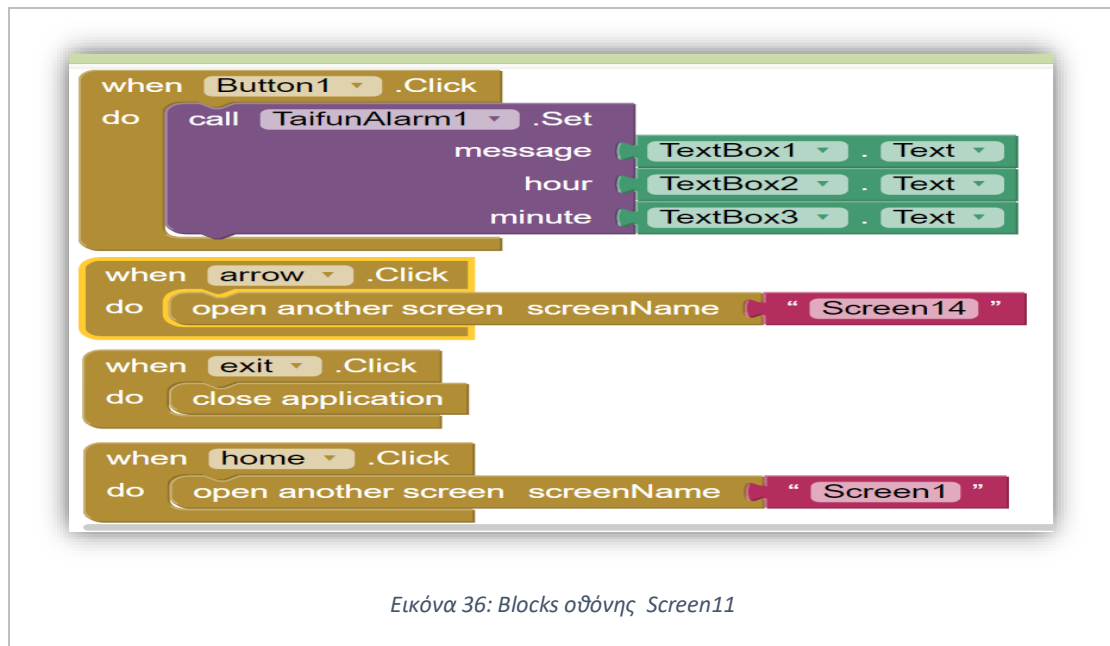 when Button1 .Click
do call TaifunAlarm1 .Set
message TextBox1 . Text
hour TextBox2 . Text
minute TextBox3 . Text
when arrow .Click
do open another screen screenName “ Screen14 ”
when exit .Click
do close application
when home .Click
do open another screen screenName “ Screen1 ”
Εικόνα 36: Blocks οθόνης Screen11